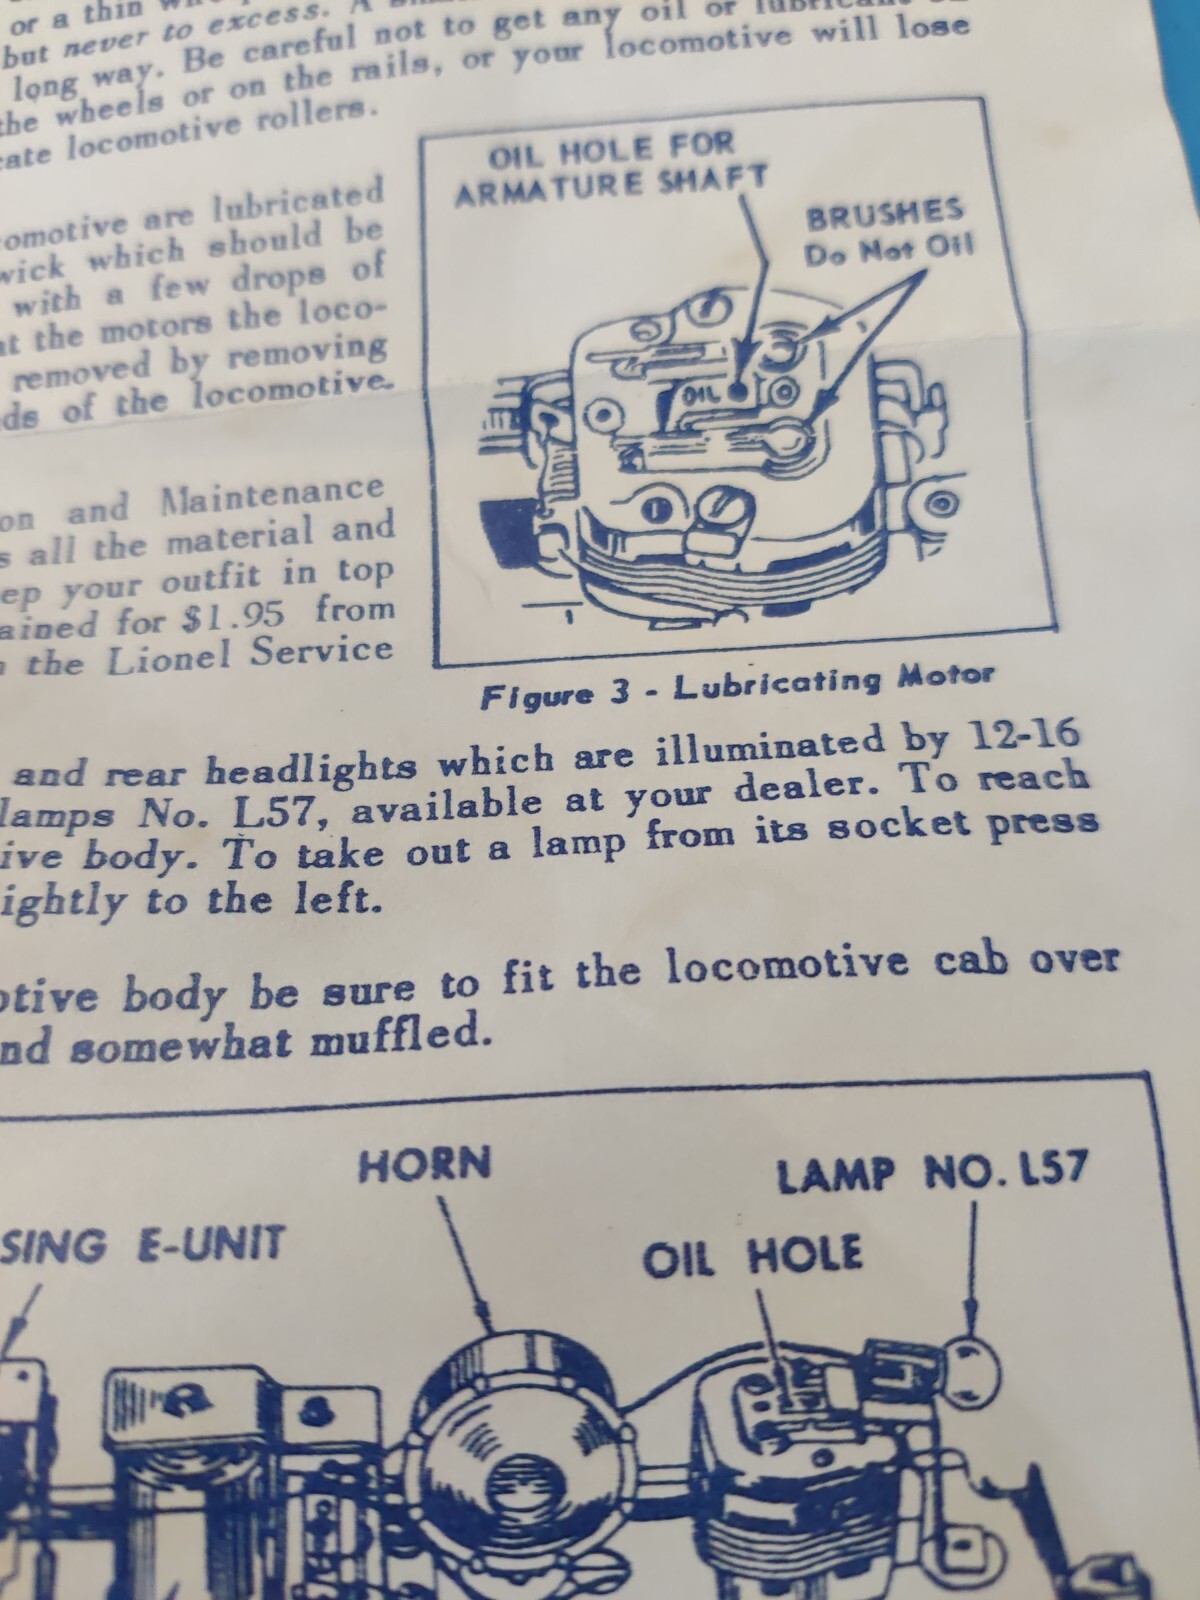 or a thin
but never to excess. A
long way. Be careful not to get any oil or lubricant
the wheels or on the rails, or your locomotive will lose
cate locomotive rollers.
comotive are lubricated
wick which should be
with a few drops of
at the motors the loco-
removed by removing
ds of the locomotive.
on and Maintenance
s all the material and
ep your outfit in top
ained for $1.95 from
the Lionel Service
OIL HOLE FOR
ARMATURE SHAFT
BRUSHES
Do Not Oil
OIL
Figure 3 - Lubricating Motor
and rear headlights which are illuminated by 12-16
lamps No. L57, available at your dealer. To reach
ive body. To take out a lamp from its socket press
ightly to the left.
otive body be sure to fit the locomotive cab over
nd somewhat muffled.
HORN
LAMP NO. L57
SING E-UNIT
OIL HOLE